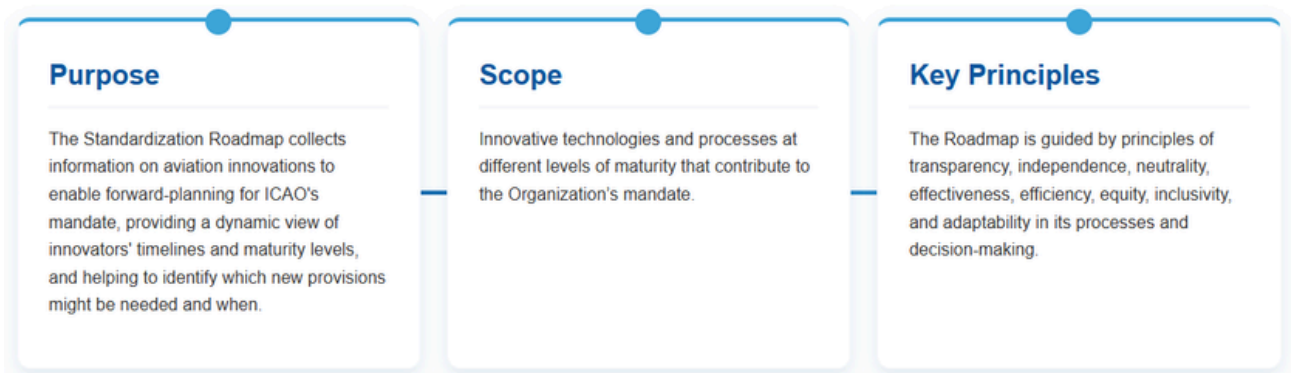 Purpose
The Standardization Roadmap collects
information on aviation innovations to
enable forward-planning for ICAO's
mandate, providing a dynamic view of
innovators' timelines and maturity levels,
and helping to identify which new provisions
might be needed and when.
Scope
Innovative technologies and processes at
different levels of maturity that contribute to
the Organization's mandate.
Key Principles
The Roadmap is guided by principles of
transparency, independence, neutrality,
effectiveness, efficiency, equity, inclusivity,
and adaptability in its processes and
decision-making.